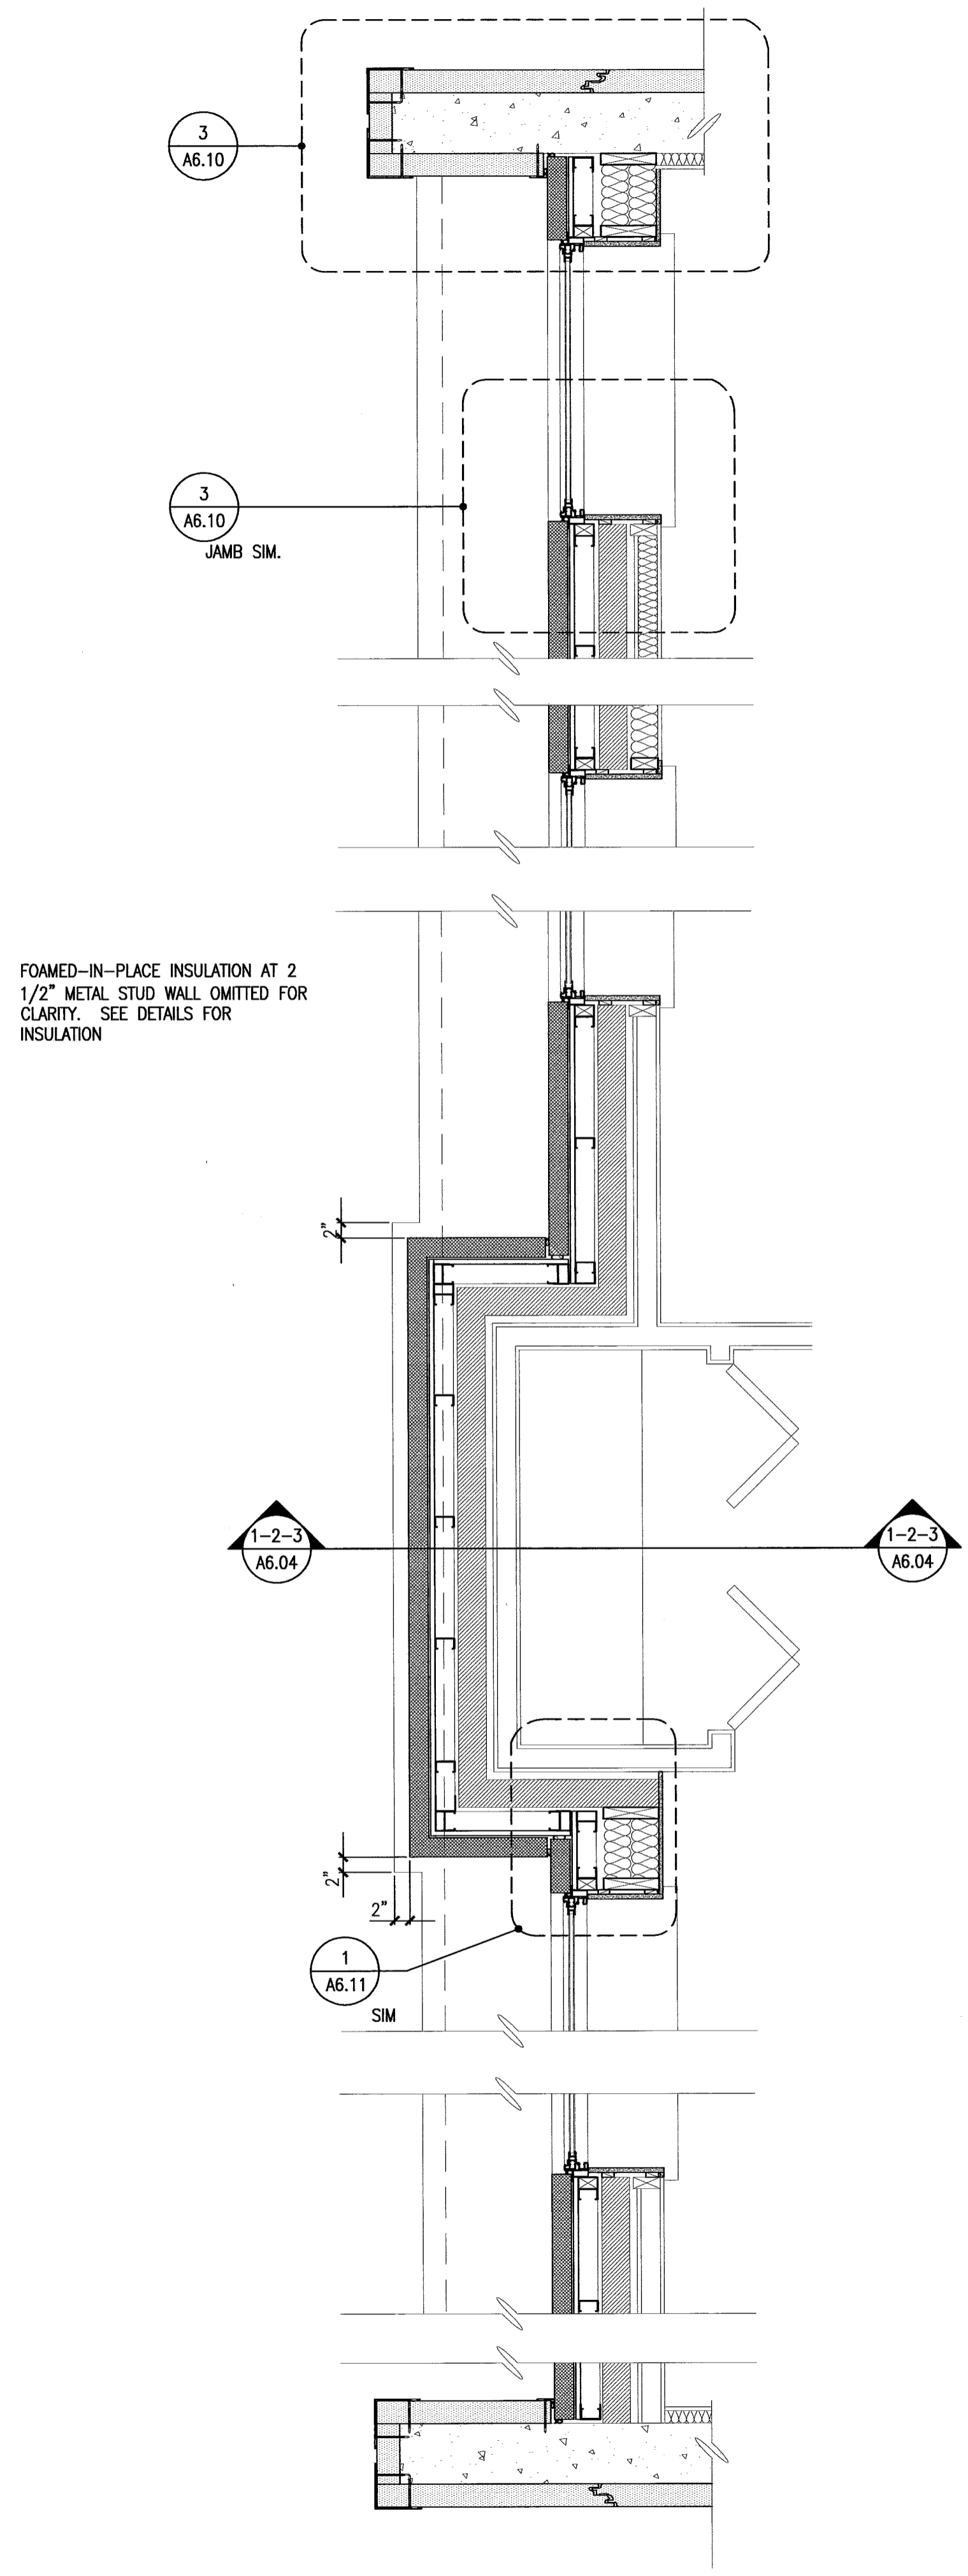 3
A6.10
3
A6.10
JAMB SIM.
FOAMED-IN-PLACE INSULATION AT 2
1/2" METAL STUD WALL OMITTED FOR
CLARITY. SEE DETAILS FOR
INSULATION
2"
1-2-3
A6.04
1-2-3
A6.04
2"
2"
1
A6.11
SIM